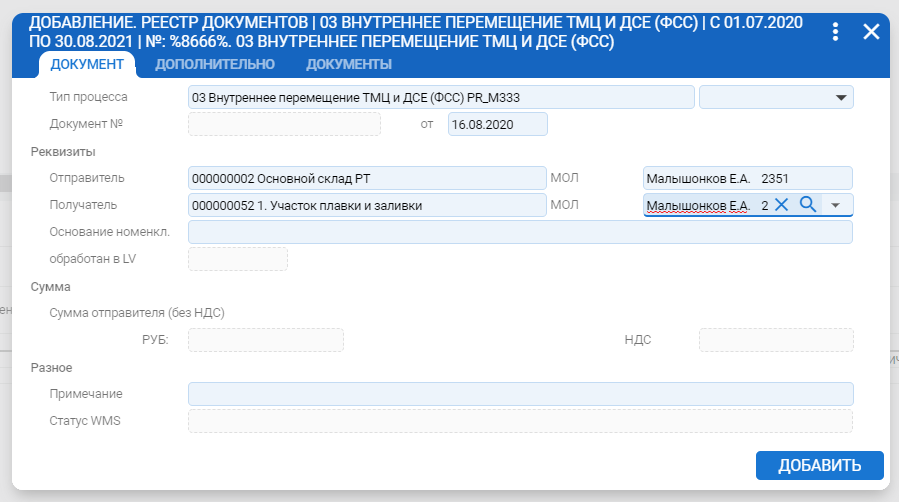 ДОБАВЛЕНИЕ. РЕЕСТР ДОКУМЕНТОВ | 03 ВНУТРЕННЕЕ ПЕРЕМЕЩЕНИЕ ТМЦ И ДСЕ (ФСС) | С 01.07.2020
ПО 30.08.2021 | №: %8666%. 03 ВНУТРЕННЕЕ ПЕРЕМЕЩЕНИЕ ТМЦ И ДСЕ (ФСС)
ДОКУМЕНТ ДОПОЛНИТЕЛЬНО ДОКУМЕНТЫ
Тип процесса 03 Внутреннее перемещение ТМЦ и ДСЕ (ФСС) PR_M333
Документ № от 16.08.2020
Реквизиты
Отправитель 000000002 Основной склад РТ МОЛ Малышонков Е.А. 2351
Получатель 000000052 1. Участок плавки и заливки МОЛ Малышонков Е.А. 2
Основание номенкл.
обработан в LV
Сумма
Сумма отправителя (без НДС)
РУБ: НДС
Разное
Примечание
Статус WMS
ДОБАВИТЬ